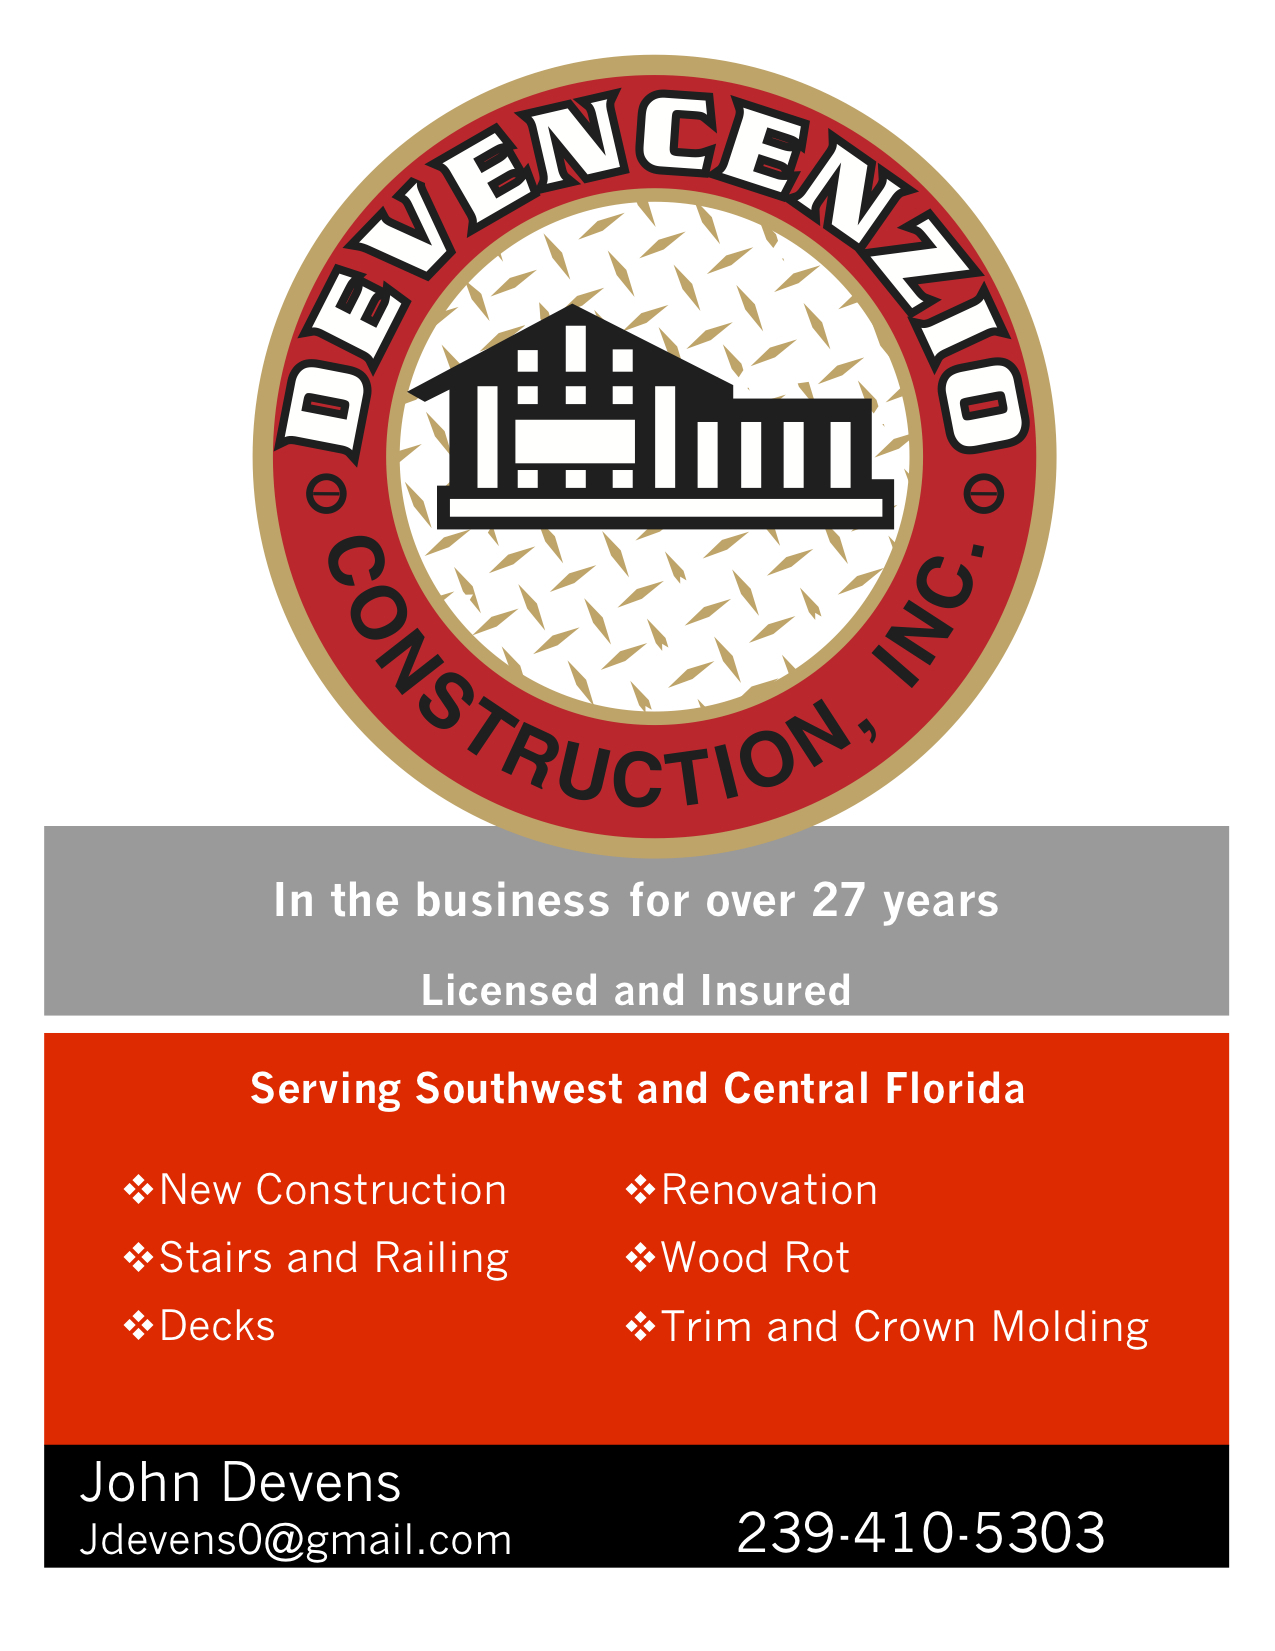 DEVENCENZIO
CONSTRUCTION, INC.
In the business for over 27 years
Licensed and Insured
Serving Southwest and Central Florida
❖New Construction
❖Stairs and Railing
❖Decks
❖Renovation
❖Wood Rot
❖Trim and Crown Molding
John Devens
Jdevens0@gmail.com
239-410-5303